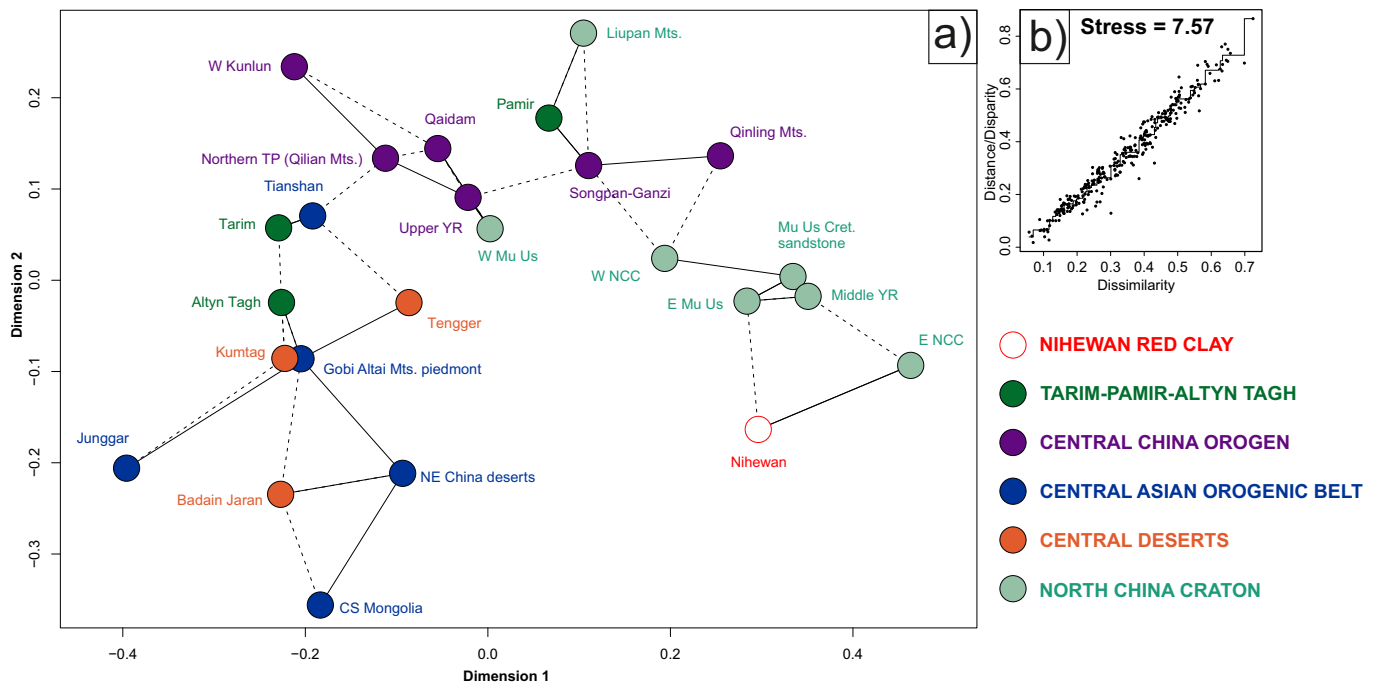 a)
b)
Stress = 7.57
Liupan Mts.
W Kunlun
Pamir
Qaidam
Qinling Mts.
Northern TP (Qilian Mts.)
Tianshan
Songpan-Ganzi
Tarim
Upper YR
W Mu Us
Mu Us Cret.
sandstone
W NCC
Altyn Tagh
E Mu Us
Middle YR
Tengger
Kumtag
Gobi Altai Mts. piedmont
E NCC
Junggar
Nihewan
NE China deserts
Badain Jaran
CS Mongolia
Dimension 2
0.2
0.1
0.0
−0.1
−0.2
−0.3
−0.4
−0.2
0.0
0.2
0.4
Dimension 1
Distance/Disparity
0.8
0.6
0.4
0.2
0.0
0.1
0.2
0.3
0.4
0.5
0.6
0.7
Dissimilarity
NIHEWAN RED CLAY
TARIM-PAMIR-ALTYN TAGH
CENTRAL CHINA OROGEN
CENTRAL ASIAN OROGENIC BELT
CENTRAL DESERTS
NORTH CHINA CRATON